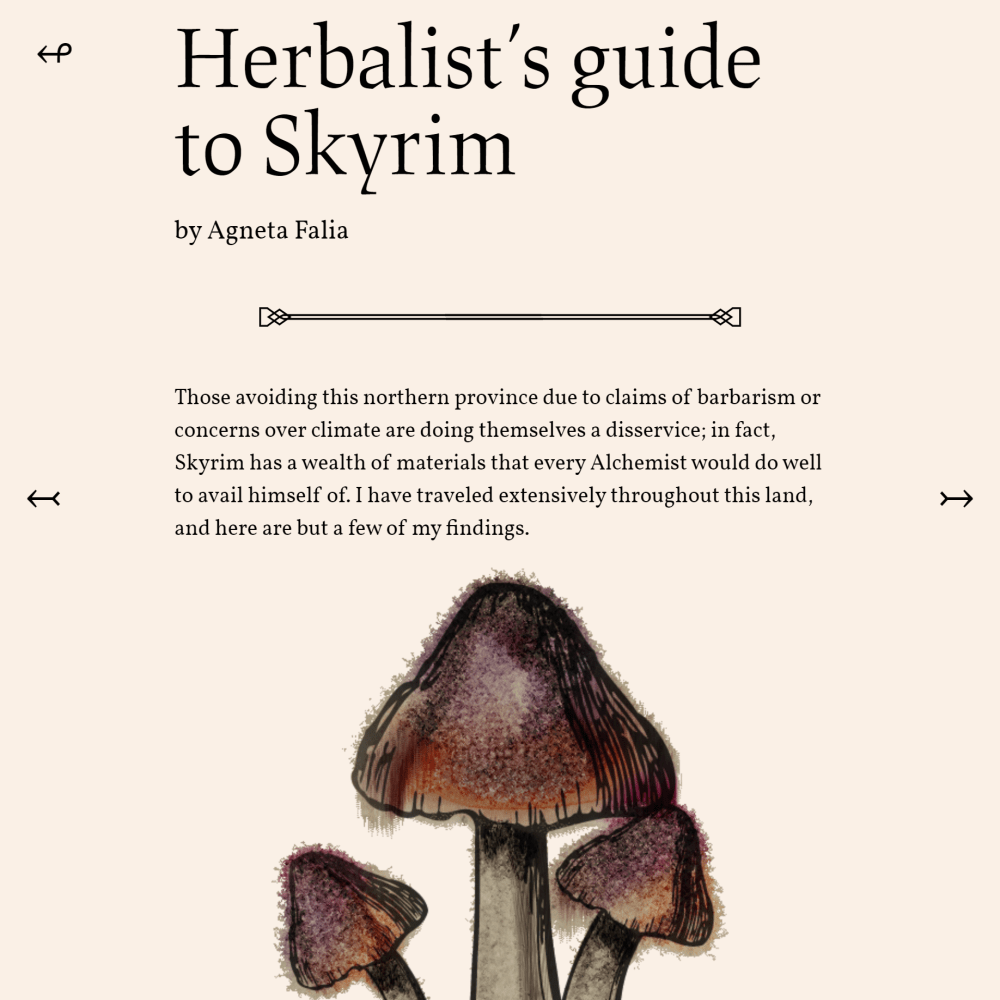 Herbalist's guide
to Skyrim
by Agneta Falia
Those avoiding this northern province due to claims of barbarism or
concerns over climate are doing themselves a disservice; in fact,
Skyrim has a wealth of materials that every Alchemist would do well
to avail himself of. I have traveled extensively throughout this land,
and here are but a few of my findings.